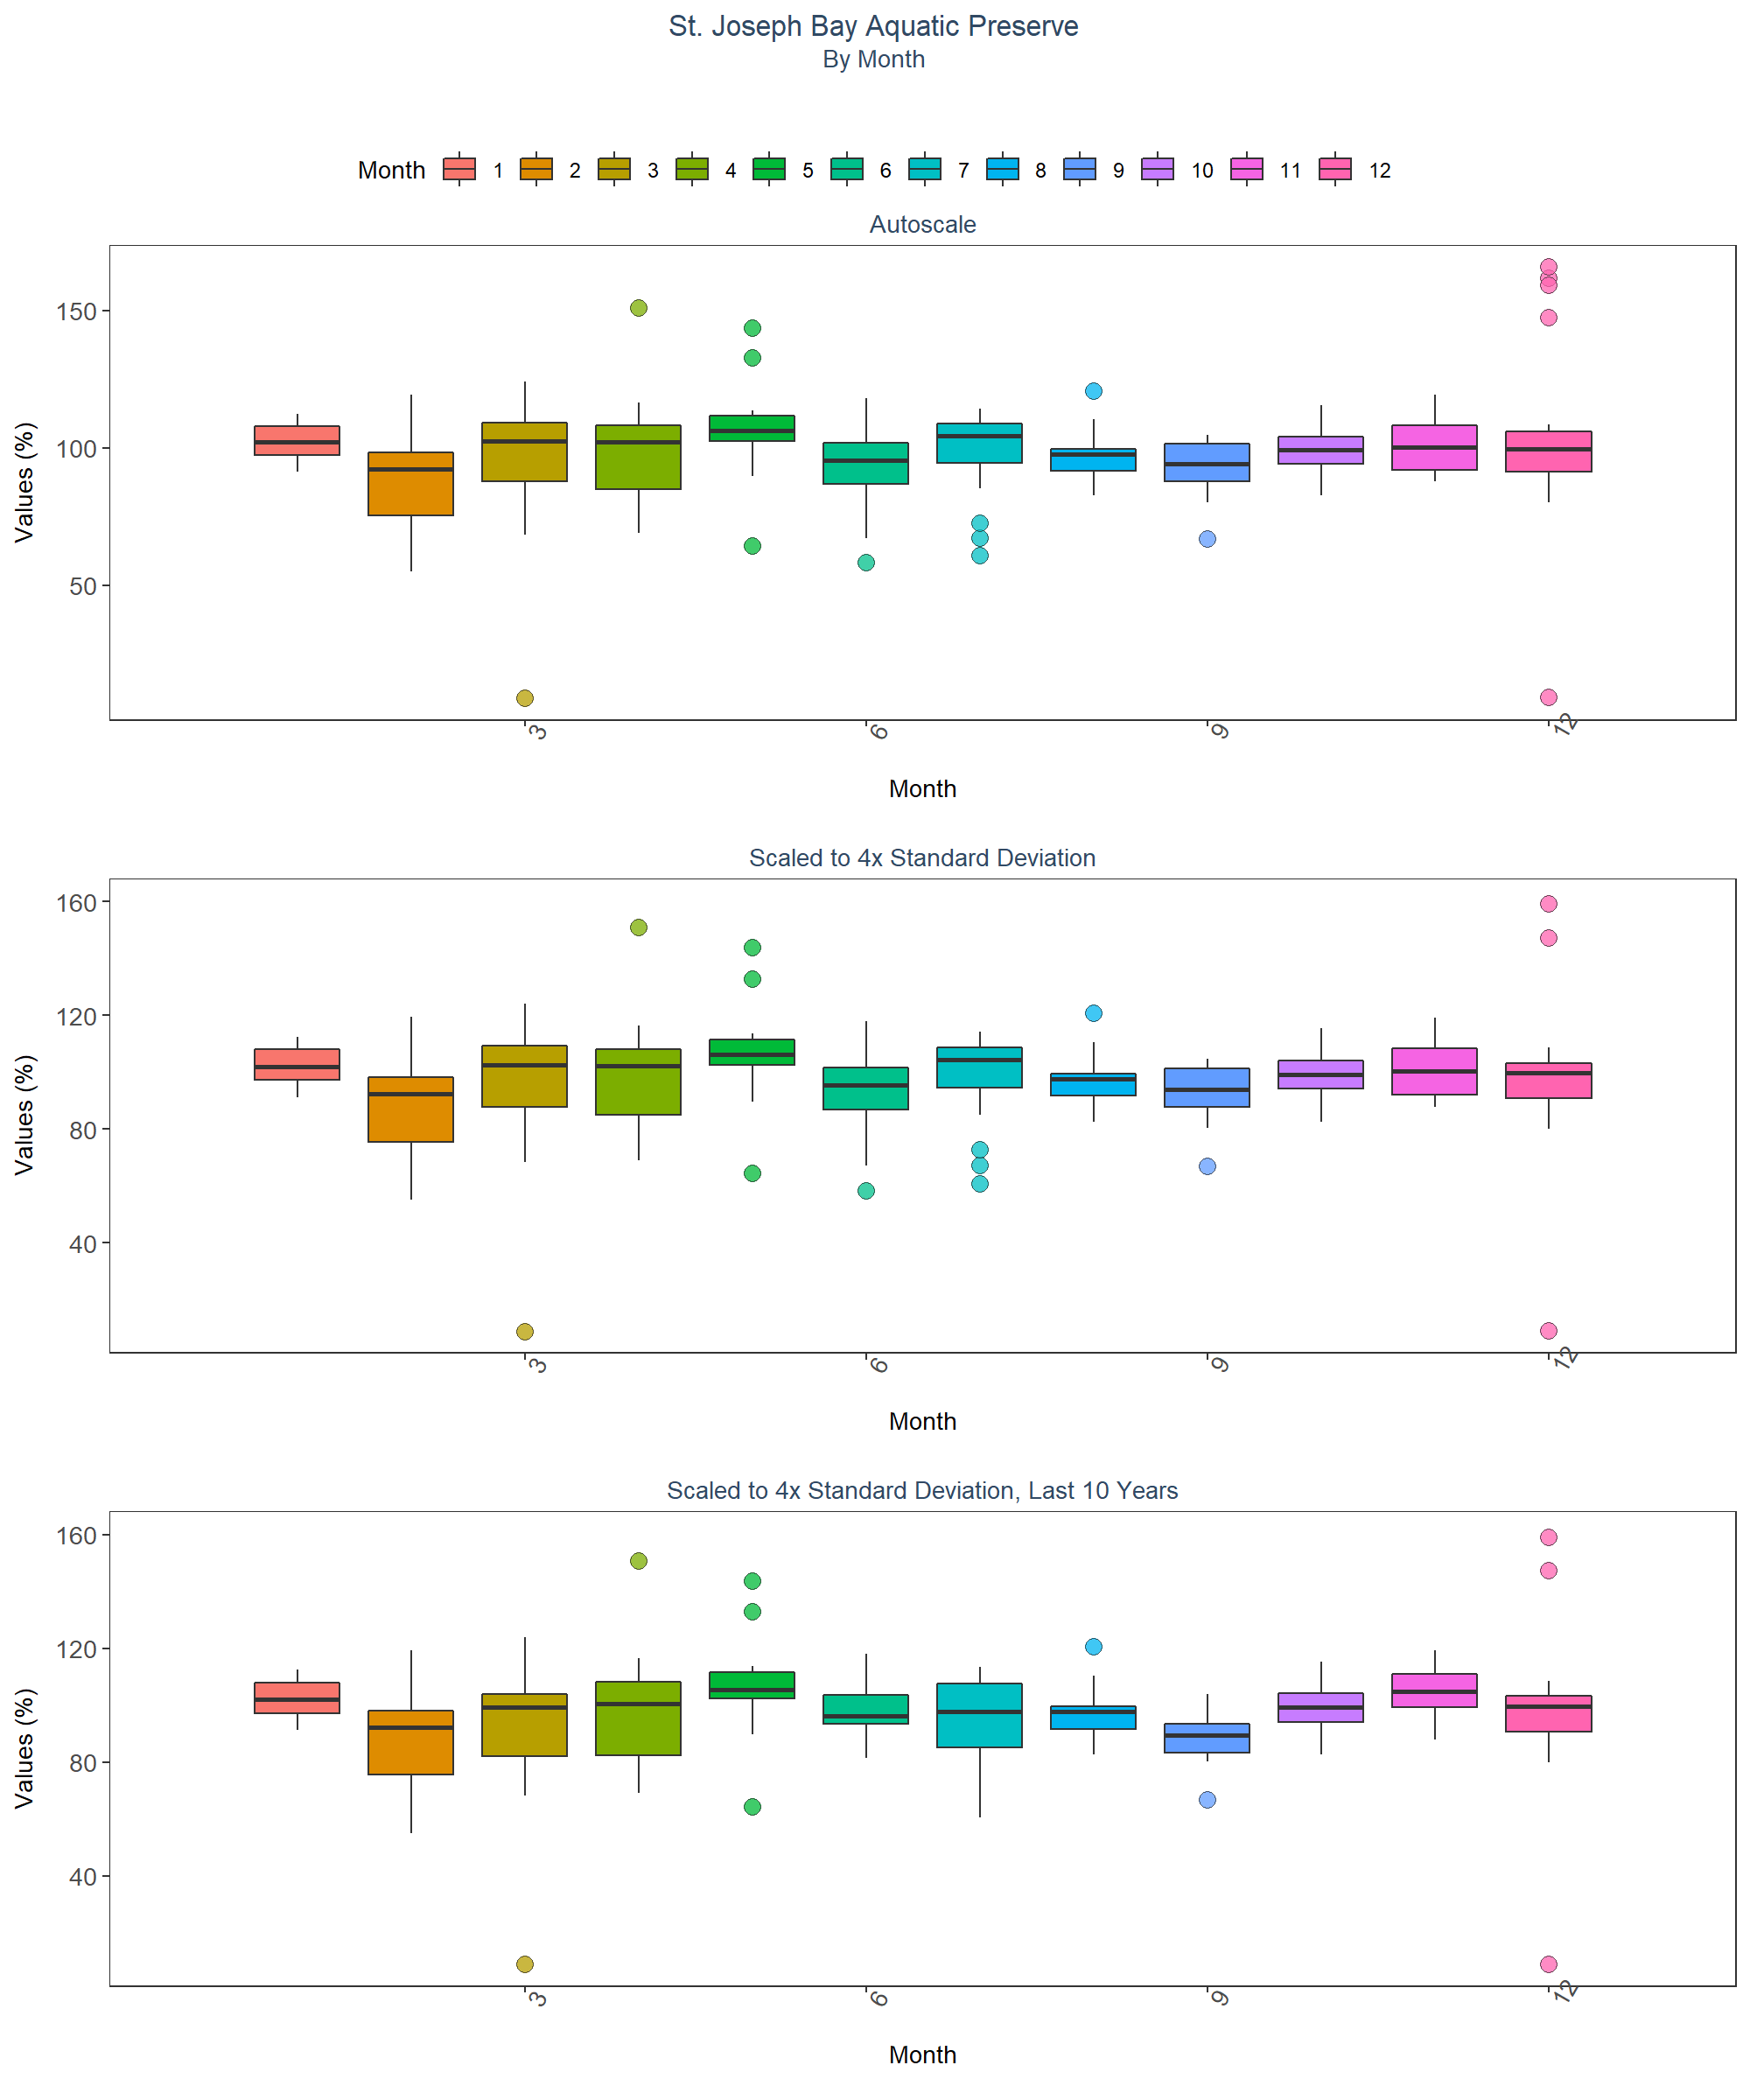 St. Joseph Bay Aquatic Preserve
By Month
Month 1 2 3 4 5 6 7 8 9 10 11 12
Autoscale
Values (%)
150
100
50
3 6 9 12
Month
Scaled to 4x Standard Deviation
Values (%)
160
120
80
40
3 6 9 12
Month
Scaled to 4x Standard Deviation, Last 10 Years
Values (%)
160
120
80
40
3 6 9 12
Month